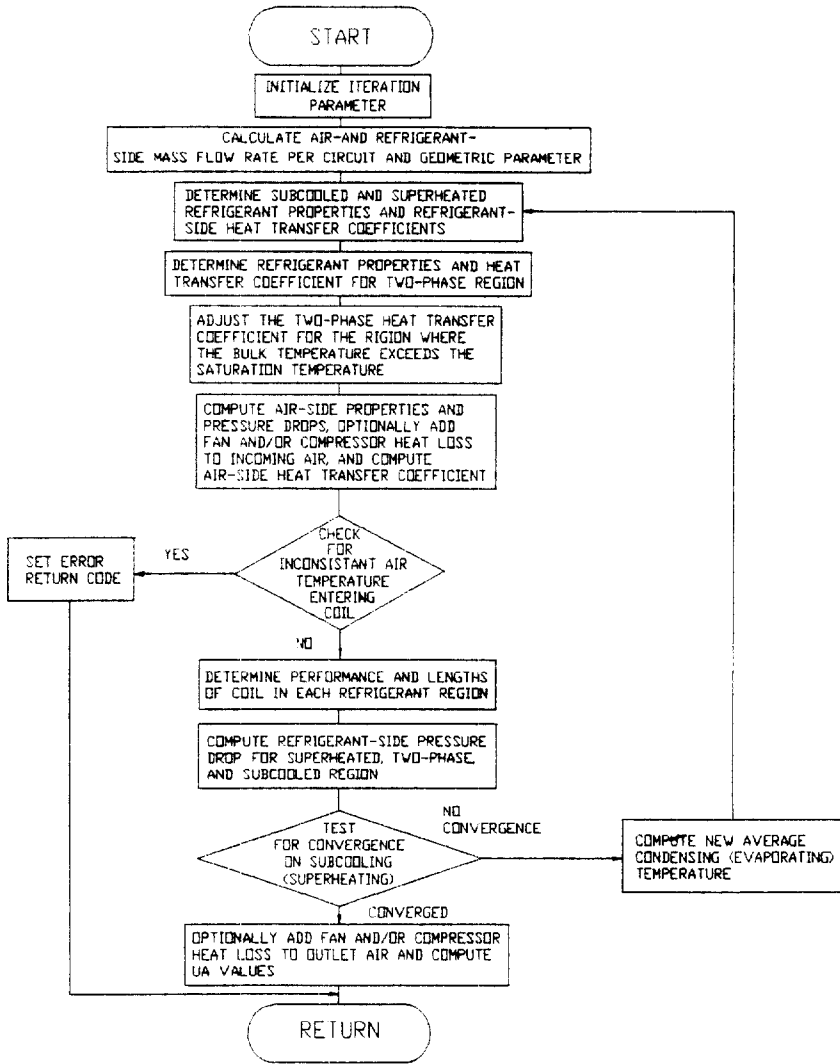 START
INITIALIZE ITERATION
PARAMETER
CALCULATE AIR-AND REFRIGERANT-
SIDE MASS FLOW RATE PER CIRCUIT AND GEOMETRIC PARAMETER
DETERMINE SUBCOOLED AND SUPERHEATED
REFRIGERANT PROPERTIES AND REFRIGERANT-
SIDE HEAT TRANSFER COEFFICIENTS
DETERMINE REFRIGERANT PROPERTIES AND HEAT
TRANSFER COEFFICIENT FOR TWO-PHASE REGION
ADJUST THE TWO-PHASE HEAT TRANSFER
COEFFICIENT FOR THE RIGION WHERE
THE BULK TEMPERATURE EXCEEDS THE
SATURATION TEMPERATURE
COMPUTE AIR-SIDE PROPERTIES AND
PRESSURE DROPS, OPTIONALLY ADD
FAN AND/OR COMPRESSOR HEAT LOSS
TO INCOMING AIR, AND COMPUTE
AIR-SIDE HEAT TRANSFER COEFFICIENT
CHECK
FOR
INCONSISTANT AIR
TEMPERATURE
ENTERING
COIL
YES
SET ERROR
RETURN CODE
NO
DETERMINE PERFORMANCE AND LENGTHS
OF COIL IN EACH REFRIGERANT REGION
COMPUTE REFRIGERANT-SIDE PRESSURE
DROP FOR SUPERHEATED, TWO-PHASE,
AND SUBCOOLED REGION
TEST
FOR CONVERGENCE
ON SUBCOOLING
(SUPERHEATING)
NO
CONVERGENCE
COMPUTE NEW AVERAGE
CONDENSING (EVAPORATING)
TEMPERATURE
CONVERGED
OPTIONALLY ADD FAN AND/OR COMPRESSOR
HEAT LOSS TO OUTLET AIR AND COMPUTE
UA VALUES
RETURN